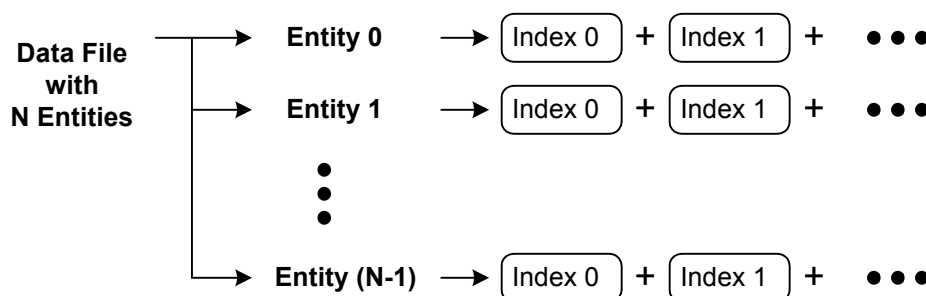 Data File
with
N Entities
Entity 0 Index 0 + Index 1 + •••
Entity 1 Index 0 + Index 1 + •••
Entity (N-1) Index 0 + Index 1 + •••